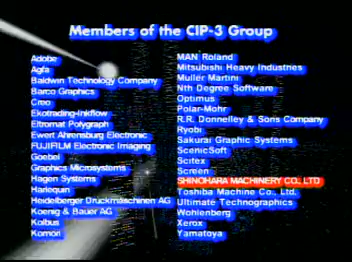 Members of the CIP-3 Group
Adobe
Agfa
Baldwin Technology Company
Barco Graphics
Creo
Ekotrading-Inkflow
Eltromat Polygraph
Ewert Ahrensburg Electronic
FUJIFILM Electronic Imaging
Goebel
Graphics Microsystems
Hagen Systems
Harlequin
Heidelberger Druckmaschinen AG
Koenig & Bauer AG
Kolbus
Komori
MAN Roland
Mitsubishi Heavy Industries
Muller Martini
Nth Degree Software
Optimus
Polar-Mohr
R.R. Donnelley & Sons Company
Ryobi
Sakurai Graphic Systems
ScenicSoft
Scitex
Screen
SHINOHARA MACHINERY CO., LTD
Toshiba Machine Co., Ltd.
Ultimate Technographics
Wohlenberg
Xerox
Yamatoya